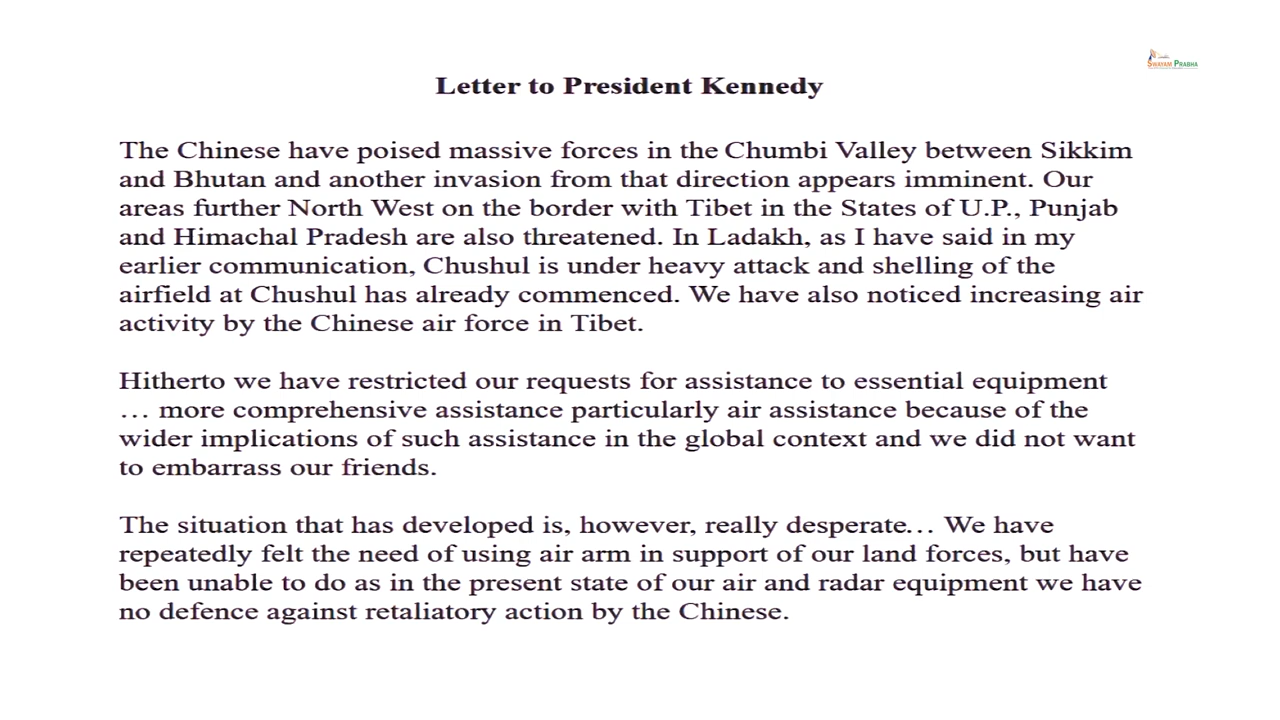 SWAYAM PRABHA
Letter to President Kennedy
The Chinese have poised massive forces in the Chumbi Valley between Sikkim
and Bhutan and another invasion from that direction appears imminent. Our
areas further North West on the border with Tibet in the States of U.P., Punjab
and Himachal Pradesh are also threatened. In Ladakh, as I have said in my
earlier communication, Chushul is under heavy attack and shelling of the
airfield at Chushul has already commenced. We have also noticed increasing air
activity by the Chinese air force in Tibet.
Hitherto we have restricted our requests for assistance to essential equipment
… more comprehensive assistance particularly air assistance because of the
wider implications of such assistance in the global context and we did not want
to embarrass our friends.
The situation that has developed is, however, really desperate… We have
repeatedly felt the need of using air arm in support of our land forces, but have
been unable to do as in the present state of our air and radar equipment we have
no defence against retaliatory action by the Chinese.